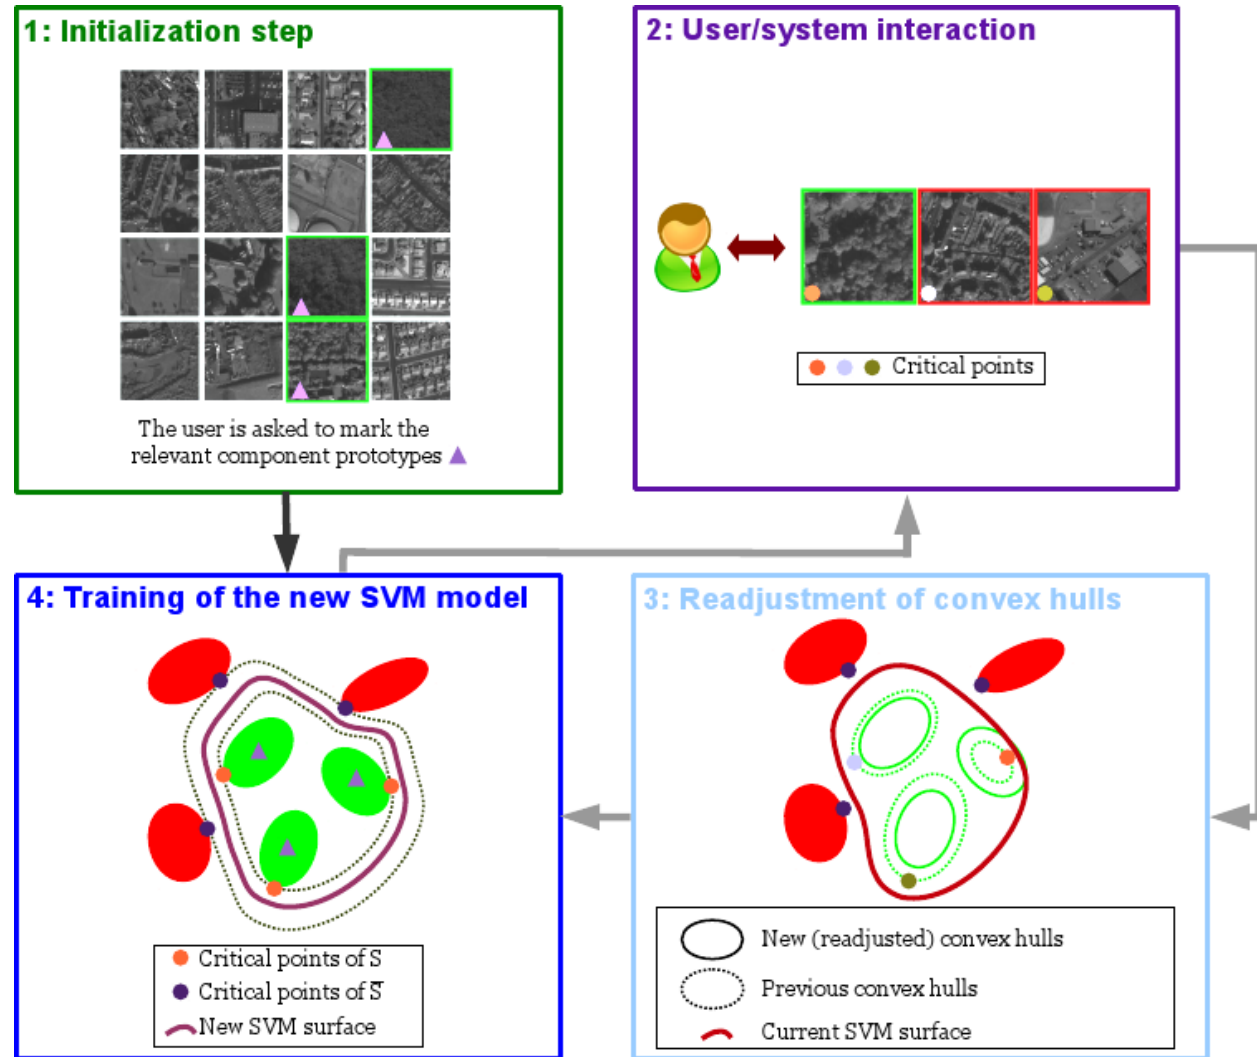 1: Initialization step
The user is asked to mark the
relevant component prototypes
2: User/system interaction
Critical points
4: Training of the new SVM model
Critical points of S
Critical points of S̅
New SVM surface
3: Readjustment of convex hulls
New (readjusted) convex hulls
Previous convex hulls
Current SVM surface